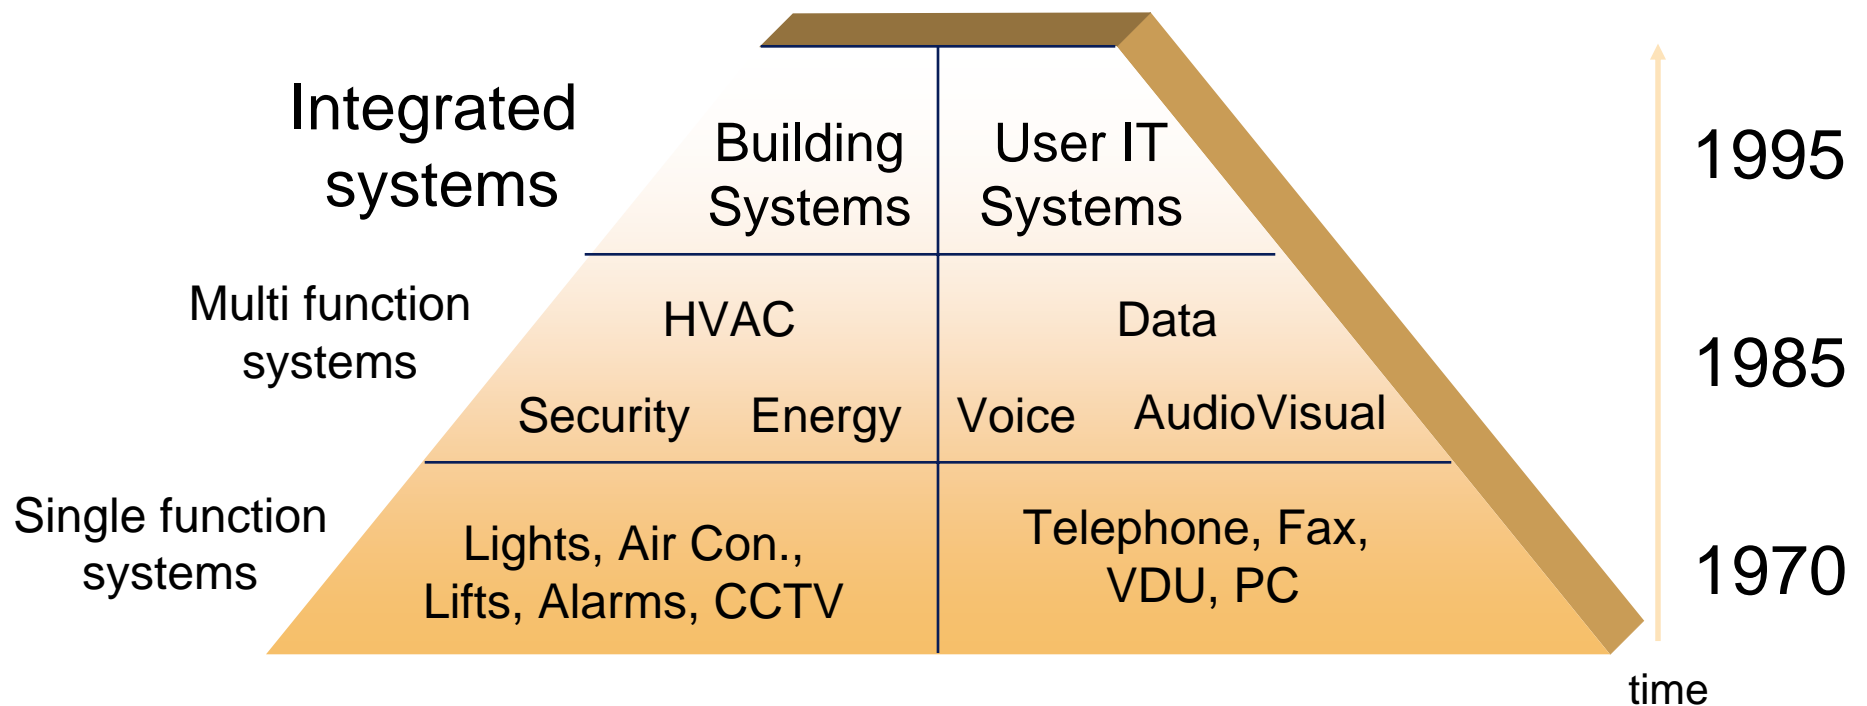 Integrated
systems
Building
Systems
User IT
Systems
1995
Multi function
systems
HVAC
Data
Security
Energy
Voice
AudioVisual
1985
Single function
systems
Lights, Air Con.,
Lifts, Alarms, CCTV
Telephone, Fax,
VDU, PC
1970
time